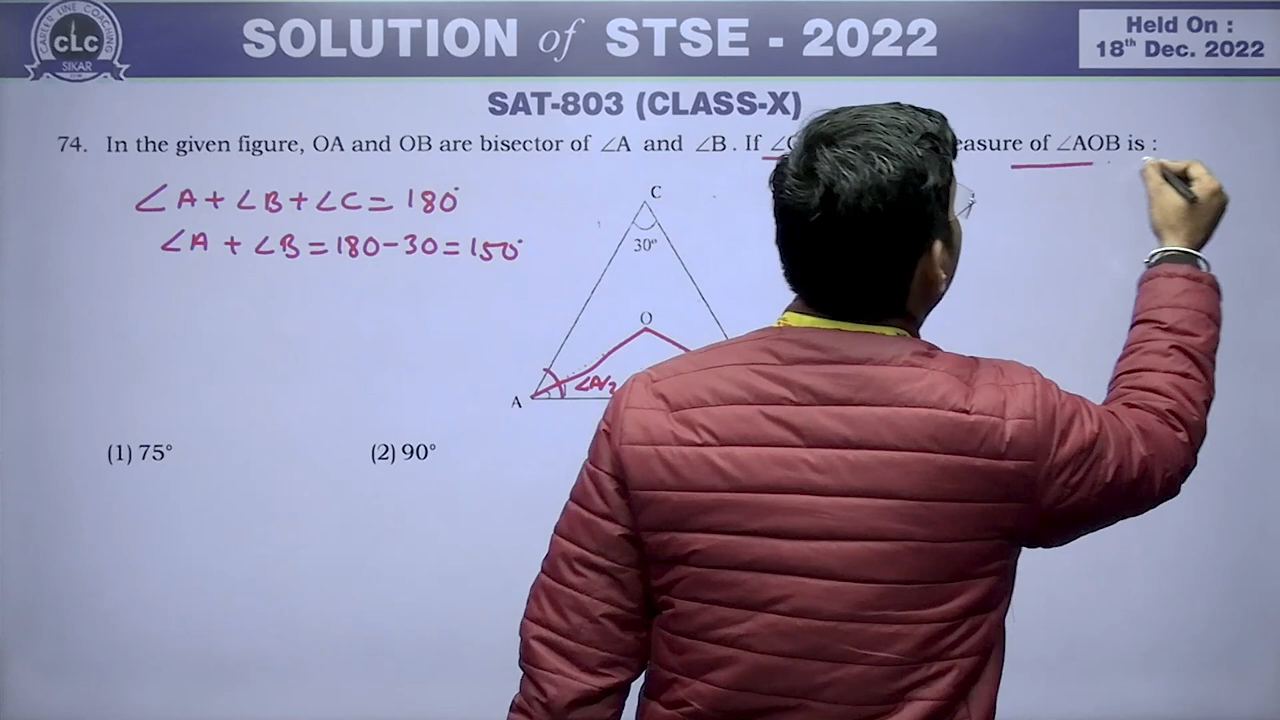 CAREER LINE COACHING
CLC
SIKAR
SOLUTION of STSE - 2022
Held On :
18th Dec. 2022
SAT-803 (CLASS-X)
74. In the given figure, OA and OB are bisector of ∠A and ∠B. If of ∠AOB is :
∠A + ∠B + ∠C = 180°
∠A + ∠B = 180 - 30 = 150°
C
30°
O
∠A/2
A
(1) 75° (2) 90°